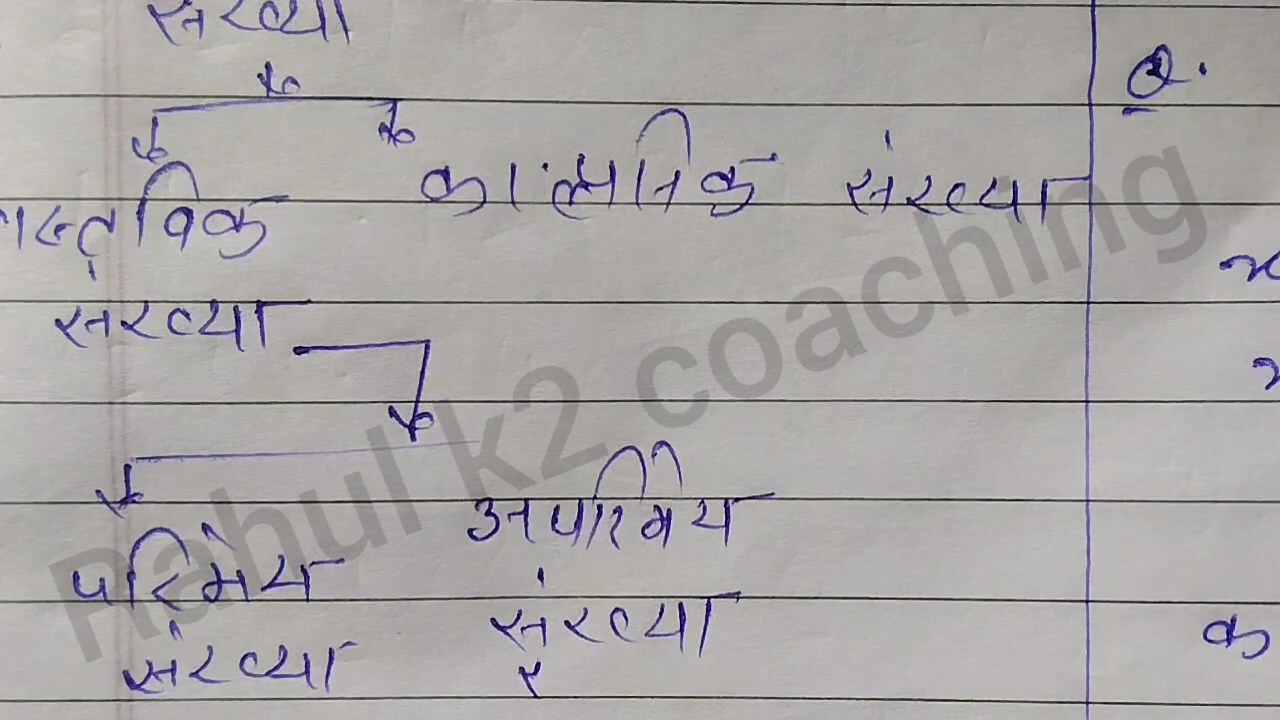 संख्या
वास्तविक
काल्पनिक संख्या
Q.
संख्या
परिमेय
अपरिमेय
संख्या
संख्या
क
Rahul k2 coaching